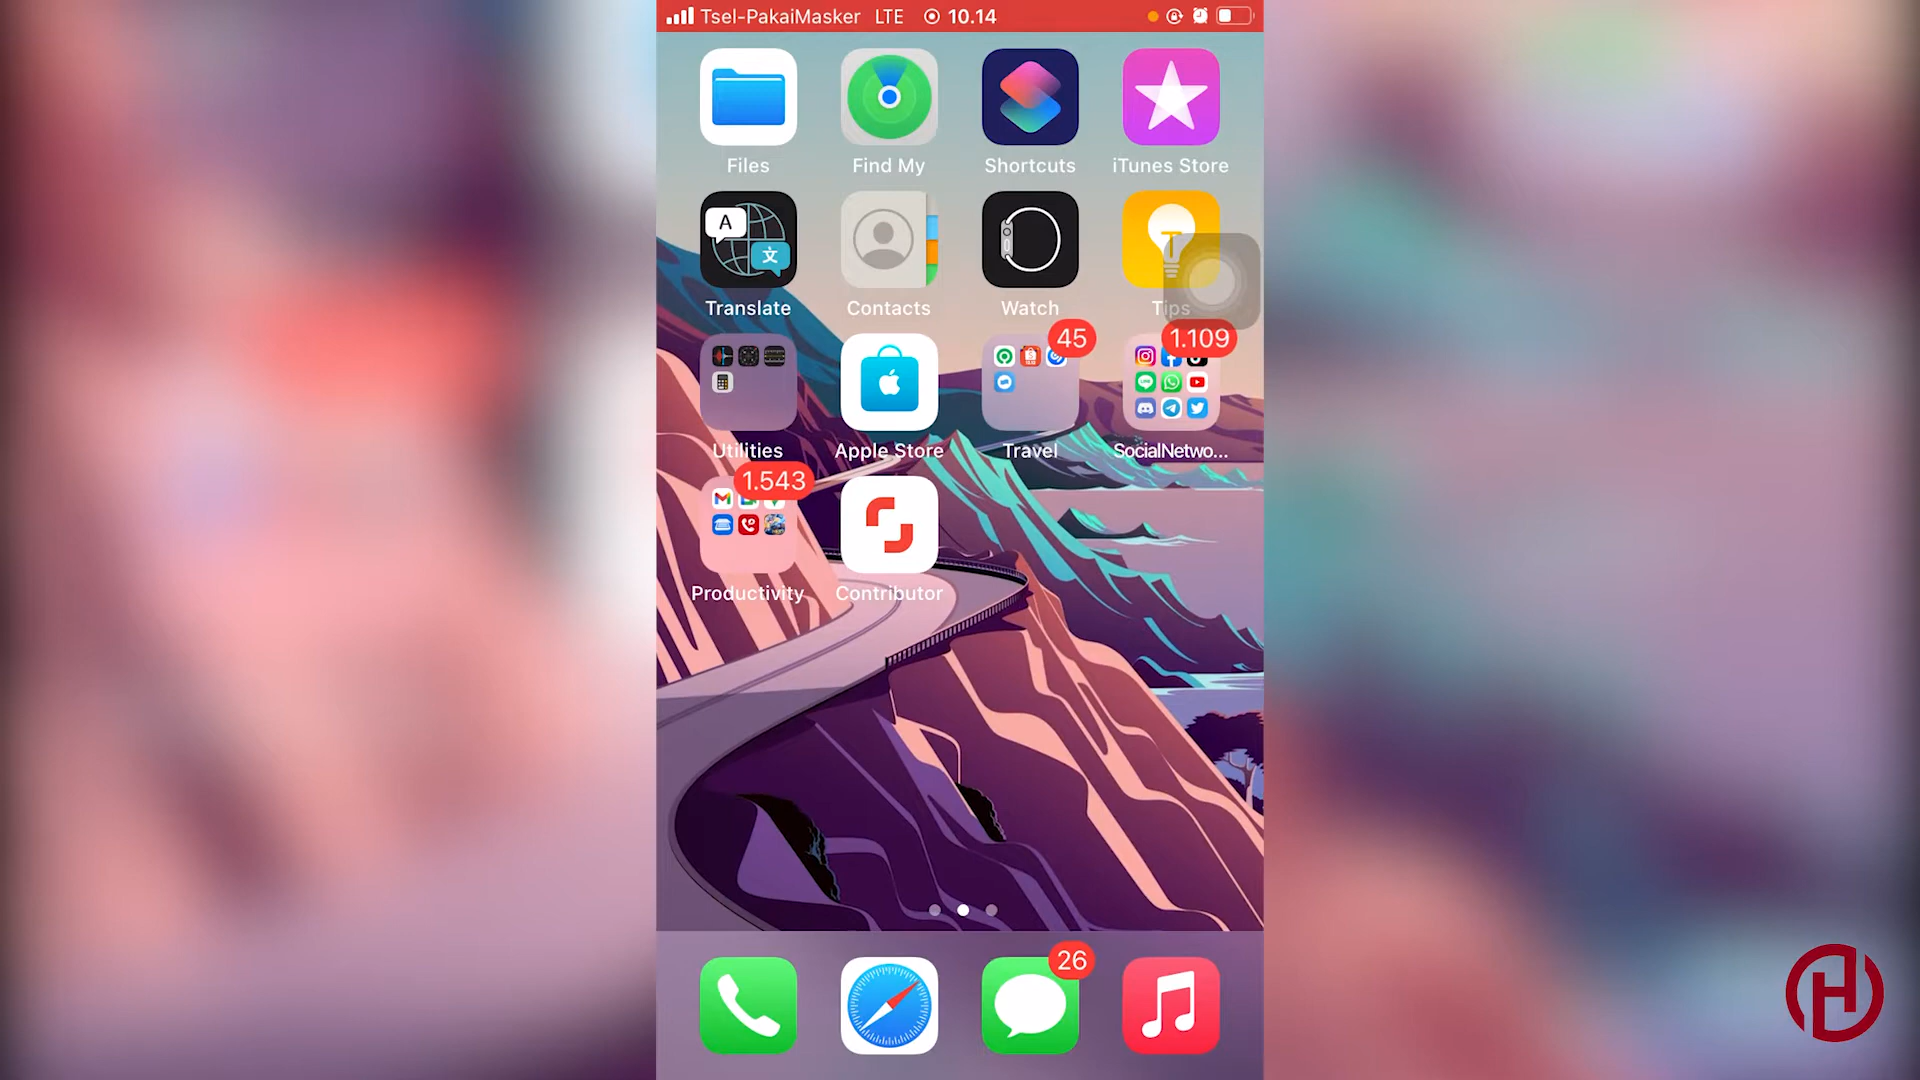 Tsel-PakaiMasker LTE 10.14
Files Find My Shortcuts iTunes Store
A 文
Translate Contacts Watch Tips
45 1.109
Utilities Apple Store Travel SocialNetwo...
1.543
Productivity Contributor
26
H